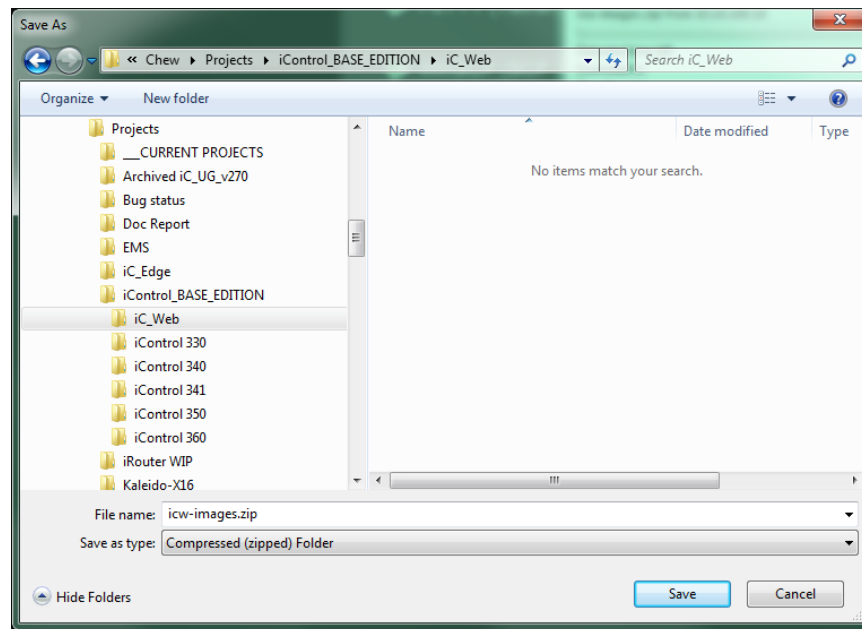 Save As
« Chew ▸ Projects ▸ iControl_BASE_EDITION ▸ iC_Web
Search iC_Web
Organize
New folder
Name
Date modified
Type
No items match your search.
Projects
___CURRENT PROJECTS
Archived iC_UG_v270
Bug status
Doc Report
EMS
iC_Edge
iControl_BASE_EDITION
iC_Web
iControl 330
iControl 340
iControl 341
iControl 350
iControl 360
iRouter WIP
Kaleido-X16
File name: icw-images.zip
Save as type: Compressed (zipped) Folder
Hide Folders
Save
Cancel